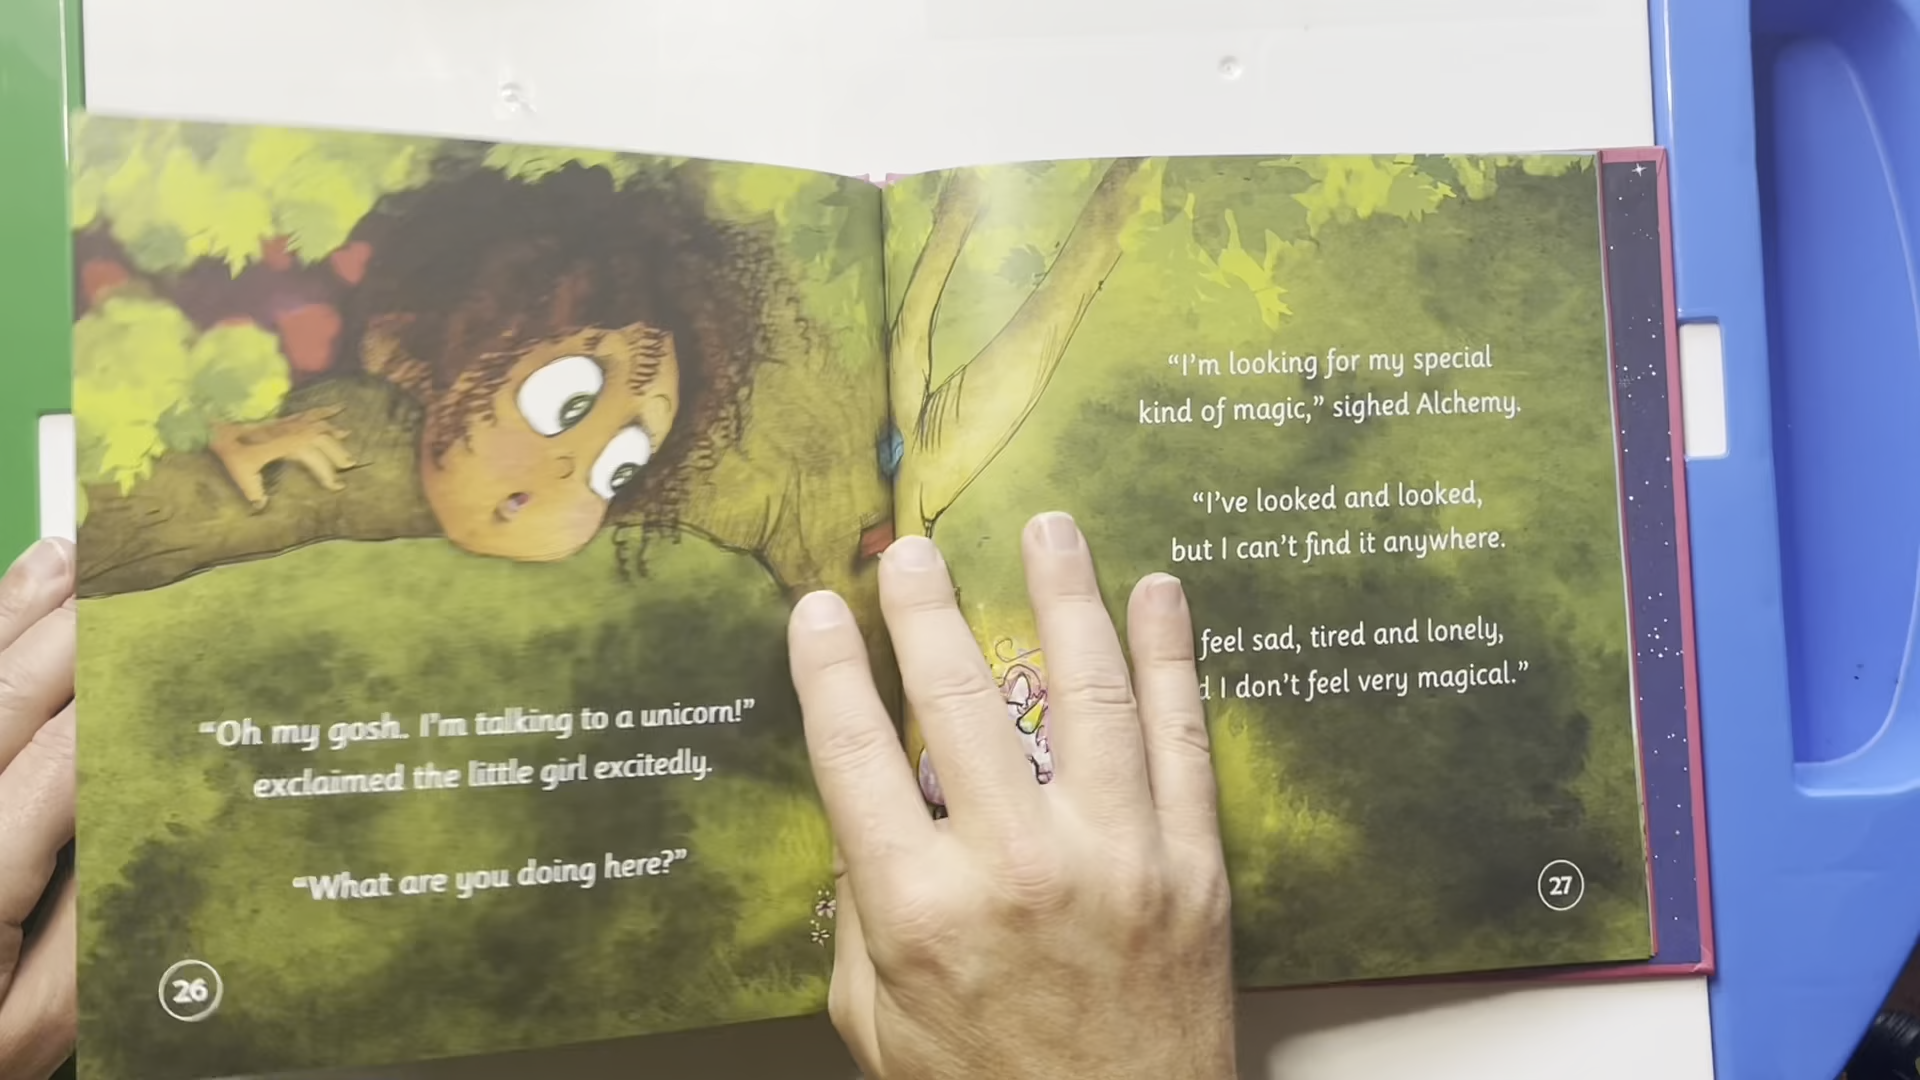 “Oh my gosh. I’m talking to a unicorn!”
exclaimed the little girl excitedly.
“What are you doing here?”
26
“I’m looking for my special
kind of magic,” sighed Alchemy.
“I’ve looked and looked,
but I can’t find it anywhere.
feel sad, tired and lonely,
I don’t feel very magical.”
27